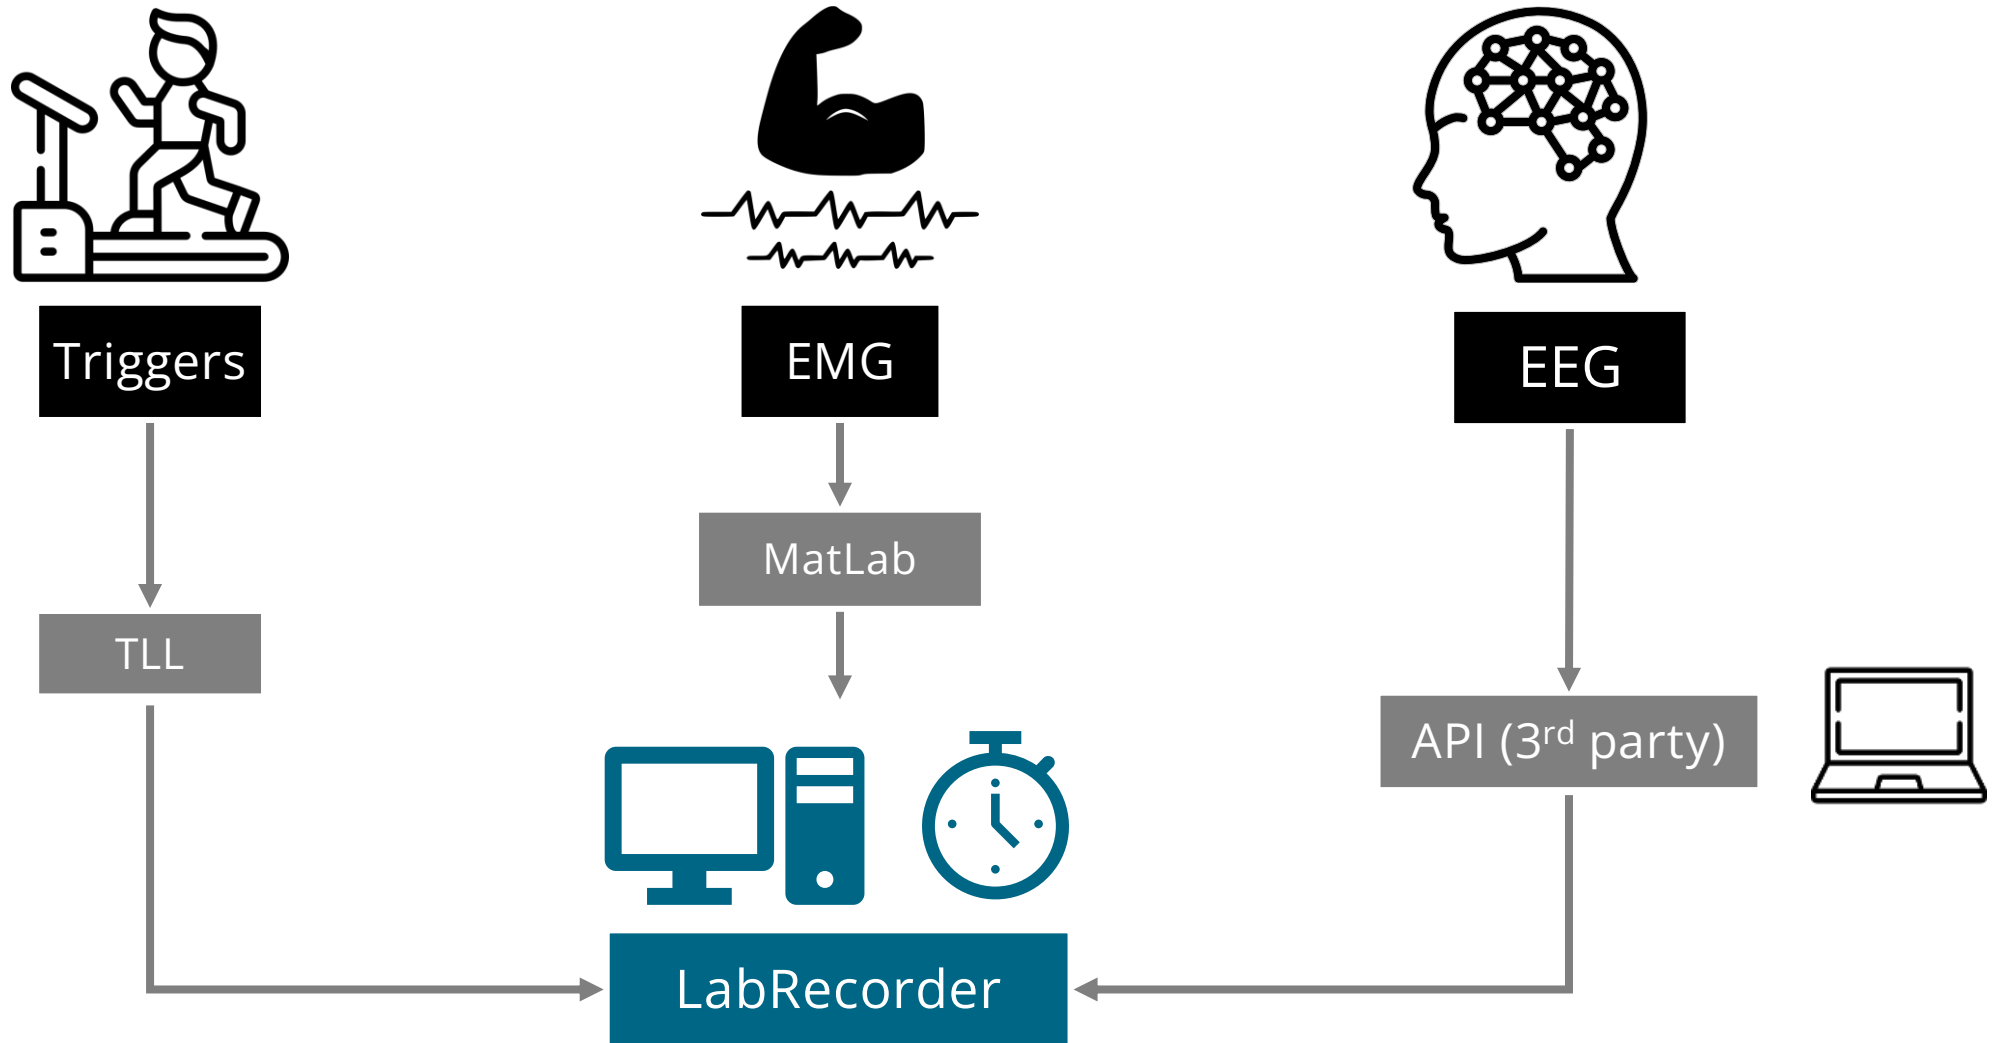 Triggers
EMG
EEG
MatLab
TLL
API (3rd party)
LabRecorder